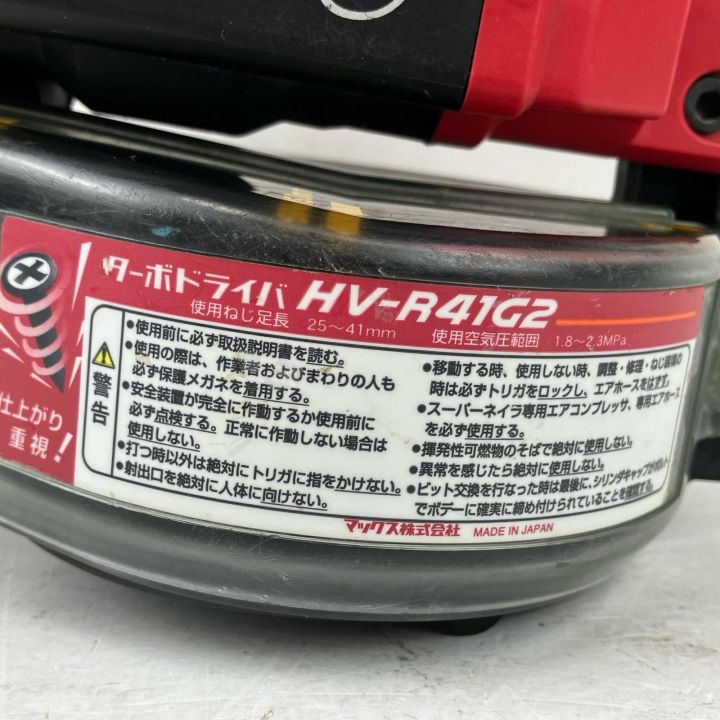 ターボドライバ HV-R41G2
使用ねじ足長 25～41mm 使用空気圧範囲 1.8～2.3MPa
仕上がり
重視！
警告
●使用前に必ず取扱説明書を読む。
●使用の際は、作業者およびまわりの人も
必ず保護メガネを着用する。
●安全装置が完全に作動するか使用前に
必ず点検する。正常に作動しない場合は
使用しない。
●打つ時以外は絶対にトリガに指をかけない。
●射出口を絶対に人体に向けない。
●移動する時、使用しない時、調整・修理・ねじ装填の
時は必ずトリガをロックし、エアホースをはずす。
●スーパーネイラ専用エアコンプレッサ、専用エアホース
を必ず使用する。
●揮発性可燃物のそばで絶対に使用しない。
●異常を感じたら絶対に使用しない。
●ビット交換を行なった時は最後に、シリンダキャップがボルト
でボデーに確実に締め付けられていることを確認する。
マックス株式会社 MADE IN JAPAN